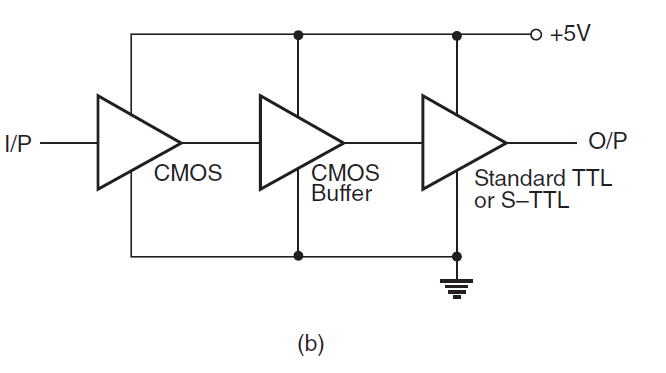 +5V
I/P
O/P
CMOS
CMOS
Buffer
Standard TTL
or S–TTL
(b)